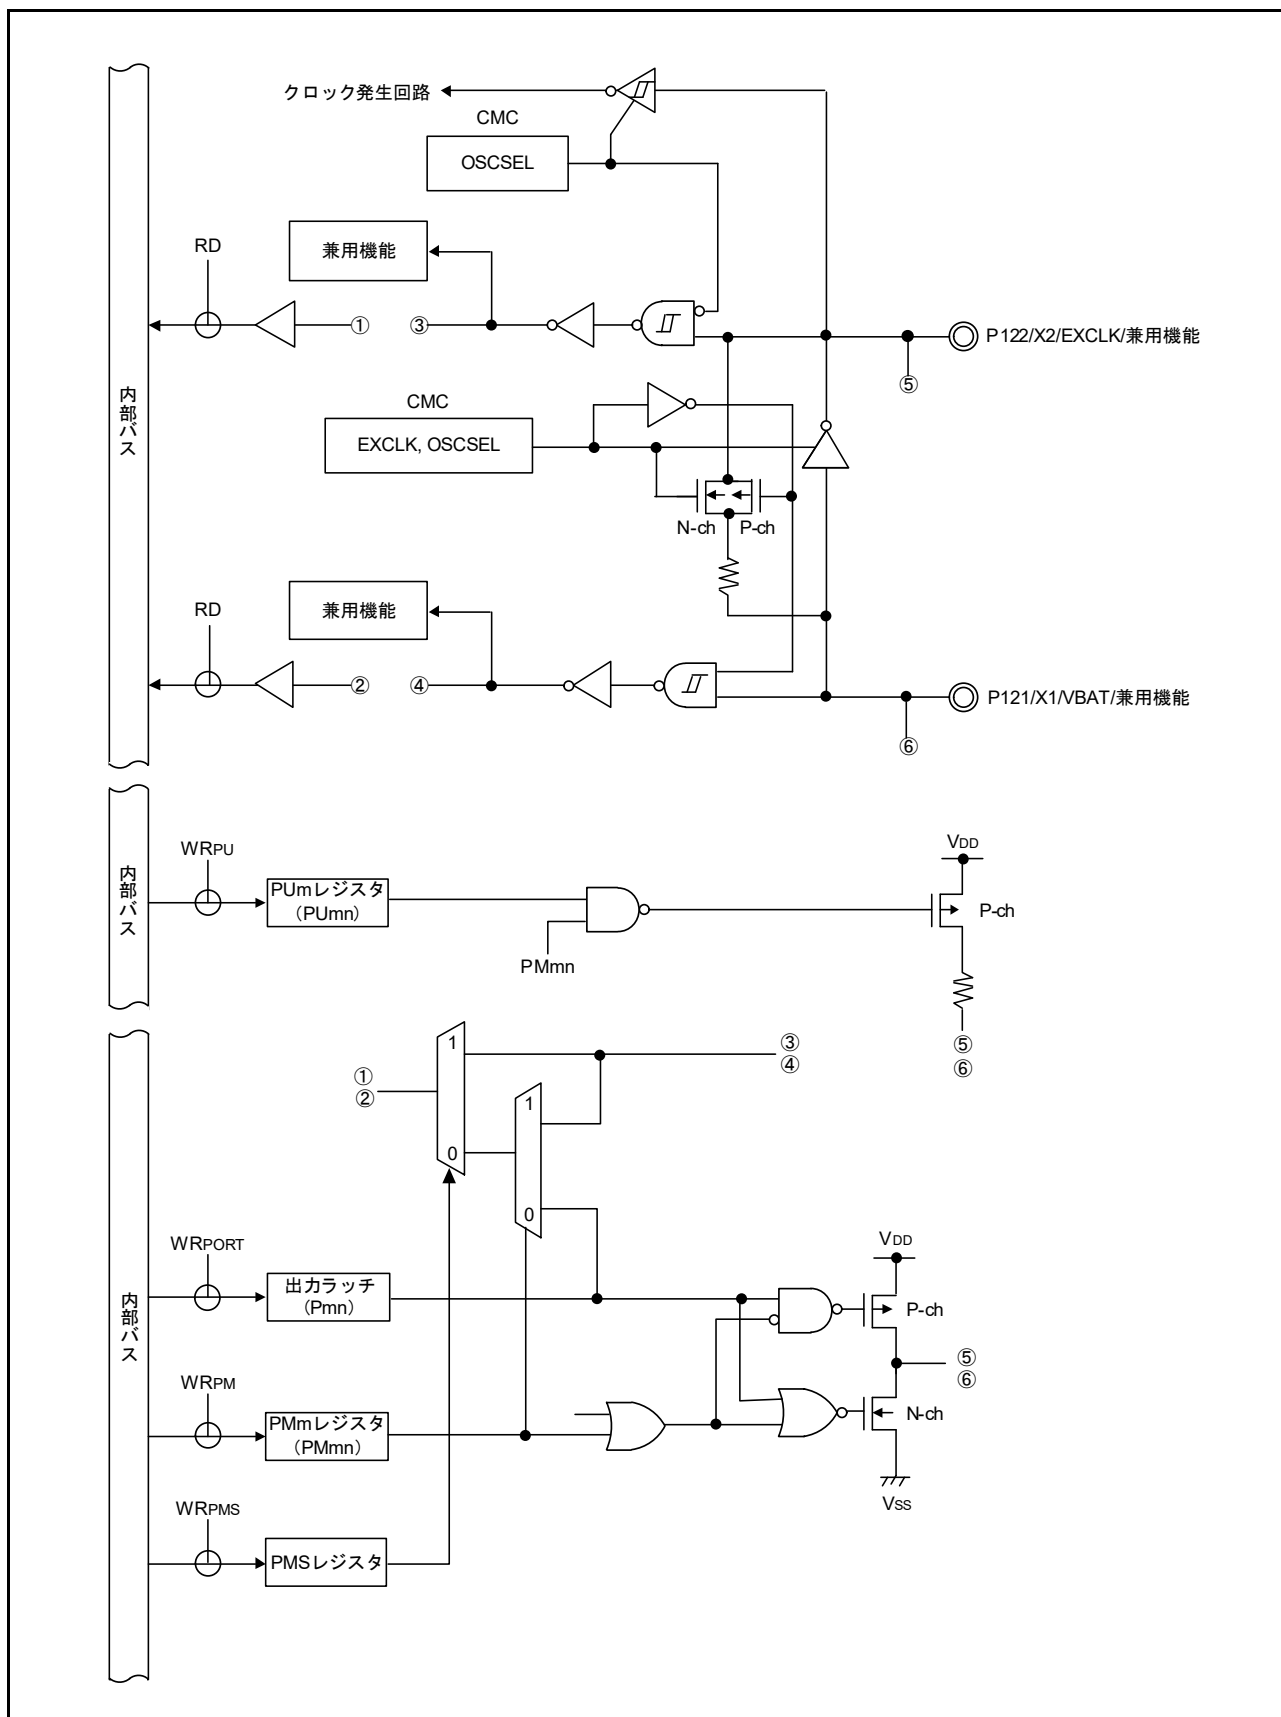 クロック発生回路
CMC
OSCSEL
RD
兼用機能
①
③
P122/X2/EXCLK/兼用機能
⑤
内部バス
CMC
EXCLK, OSCSEL
N-ch
P-ch
RD
兼用機能
②
④
P121/X1/VBAT/兼用機能
⑥
内部バス
WRPU
PUmレジスタ
(PUmn)
PMmn
VDD
P-ch
⑤
⑥
1
③
④
①
②
1
0
0
内部バス
WRPORT
出力ラッチ
(Pmn)
VDD
P-ch
⑤
⑥
WRPM
PMmレジスタ
(PMmn)
N-ch
VSS
WRPMS
PMSレジスタ